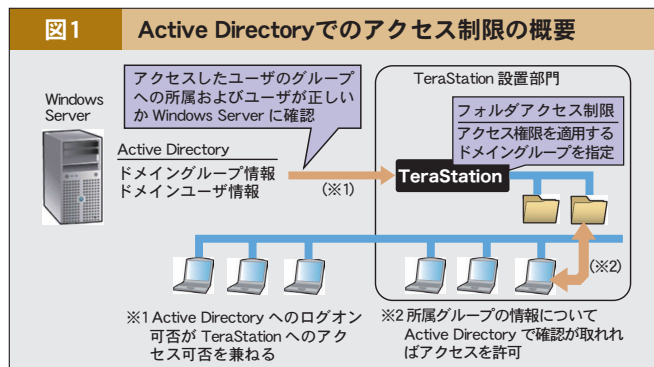 図1 Active Directoryでのアクセス制限の概要
アクセスしたユーザのグループ
への所属およびユーザが正しい
か Windows Server に確認
TeraStation 設置部門
Windows
Server
フォルダアクセス制限
アクセス権限を適用する
ドメイングループを指定
Active Directory
ドメイングループ情報
ドメインユーザ情報
(※1)
TeraStation
(※2)
※1 Active Directory へのログオン
可否が TeraStation へのアク
セス可否を兼ねる
※2 所属グループの情報について
Active Directory で確認が取れれ
ばアクセスを許可